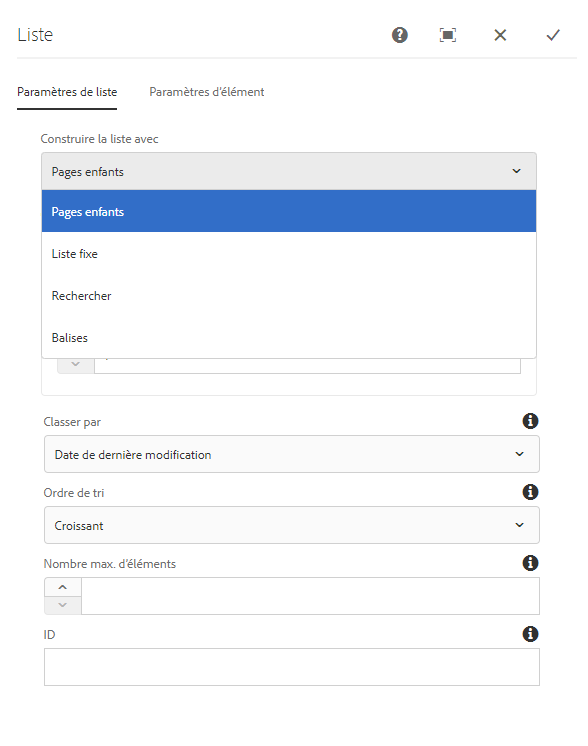 Liste
Paramètres de liste
Paramètres d'élément
Construire la liste avec
Pages enfants
Pages enfants
Liste fixe
Rechercher
Balises
Classer par
Date de dernière modification
Ordre de tri
Croissant
Nombre max. d'éléments
ID